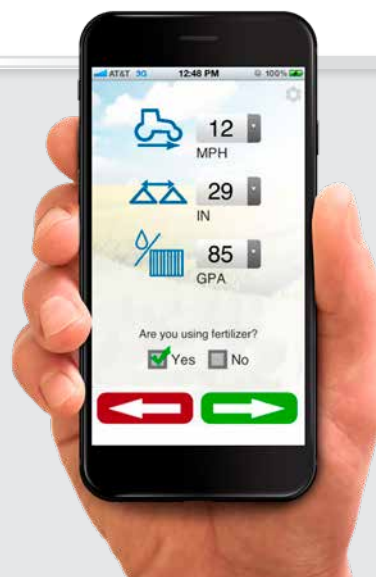 AT&T 3G 12:48 PM 100%
12
MPH
29
IN
85
GPA
Are you using fertilizer?
Yes No